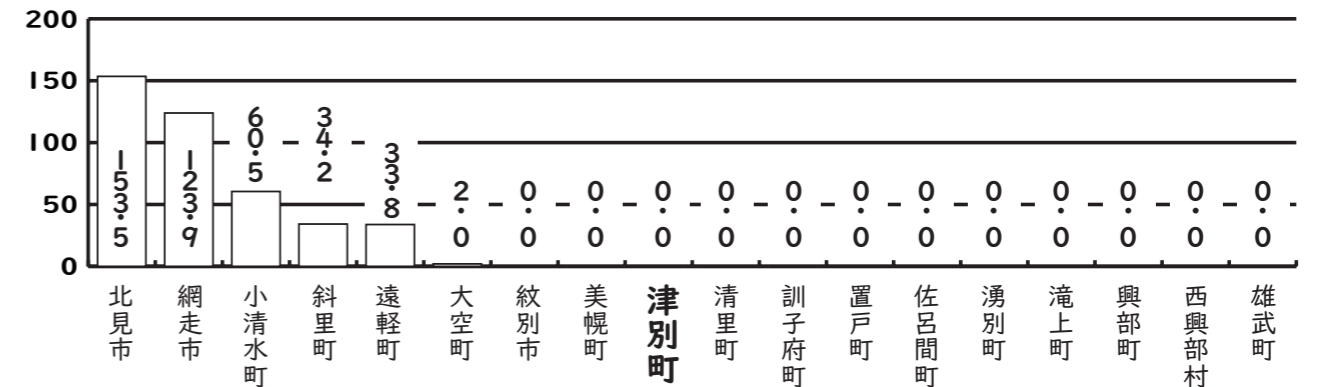 200
150
100
50
0
153.5
123.9
60.5
34.2
33.8
2.0
0.0
0.0
0.0
0.0
0.0
0.0
0.0
0.0
0.0
0.0
0.0
0.0
北見市
網走市
小清水町
斜里町
遠軽町
大空町
紋別市
美幌町
津別町
清里町
訓子府町
置戸町
佐呂間町
湧別町
滝上町
興部町
西興部村
雄武町